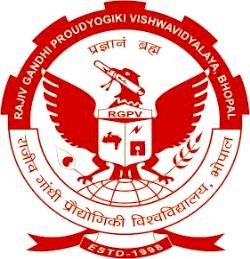 RAJIV GANDHI PROUDYOGIKI VISHWAVIDYALAYA, BHOPAL
प्रज्ञानं ब्रह्म
RGPV
राजीव गांधी प्रौद्योगिकी विश्वविद्यालय, भोपाल
ESTD-1998